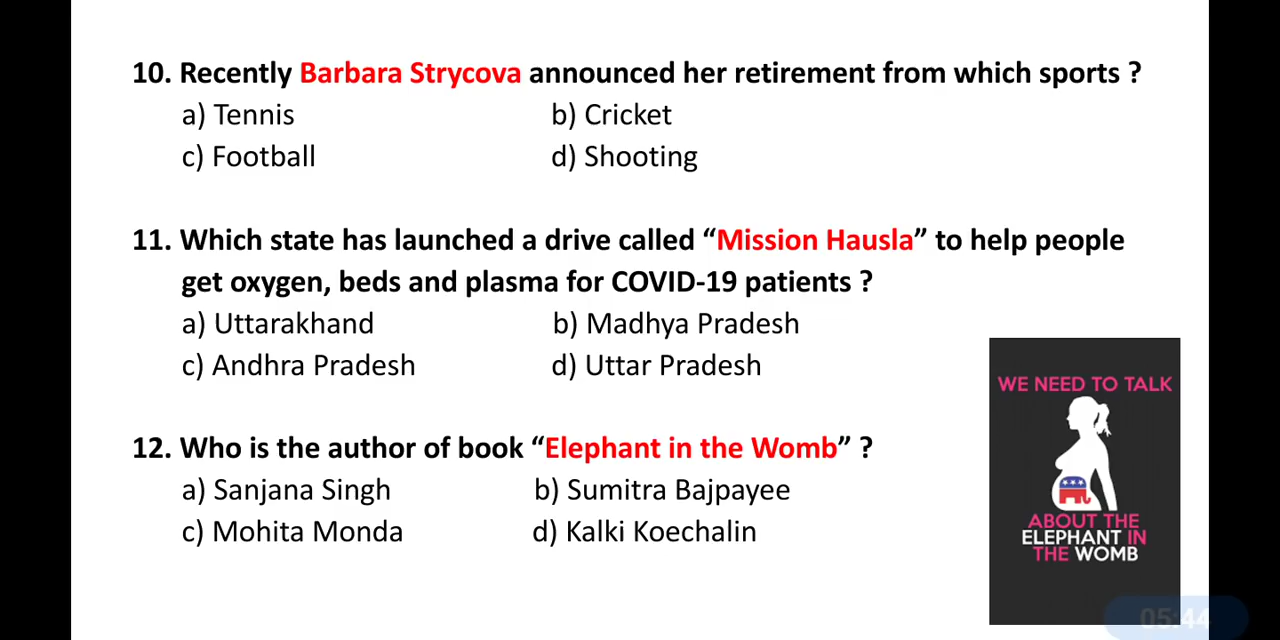 10. Recently Barbara Strycova announced her retirement from which sports ?
a) Tennis b) Cricket
c) Football d) Shooting
11. Which state has launched a drive called “Mission Hausla” to help people
get oxygen, beds and plasma for COVID-19 patients ?
a) Uttarakhand b) Madhya Pradesh
c) Andhra Pradesh d) Uttar Pradesh
12. Who is the author of book “Elephant in the Womb” ?
a) Sanjana Singh b) Sumitra Bajpayee
c) Mohita Monda d) Kalki Koechalin
WE NEED TO TALK
ABOUT THE
ELEPHANT IN
THE WOMB
05:44